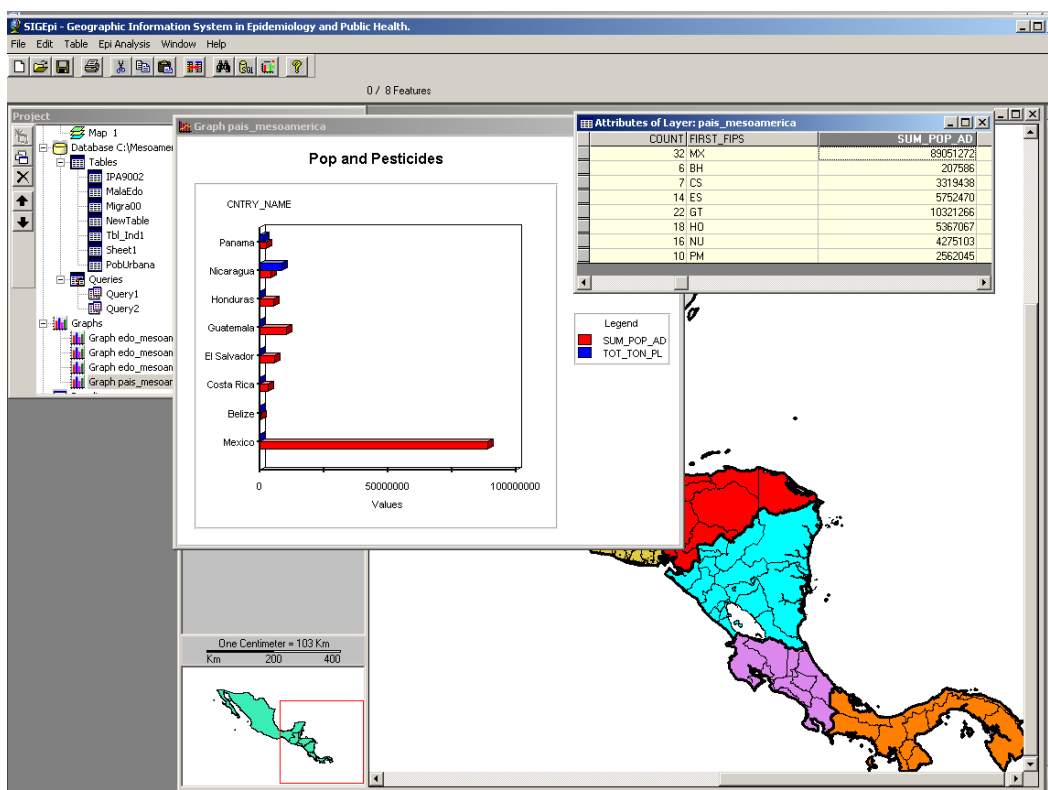 SIGEpi - Geographic Information System in Epidemiology and Public Health.
File Edit Table Epi Analysis Window Help
0 / 8 Features
Project
Map 1
Database C:\Mesoamer
Tables
IPA9002
MalaEdo
Migra00
NewTable
Tbl_Ind1
Sheet1
PobUrbana
Queries
Query1
Query2
Graphs
Graph edo_mesoan
Graph edo_mesoan
Graph edo_mesoan
Graph pais_mesoar
Graph pais_mesoamerica
Pop and Pesticides
CNTRY_NAME
Panama
Nicaragua
Honduras
Guatemala
El Salvador
Costa Rica
Belize
Mexico
0 50000000 100000000
Values
Attributes of Layer: pais_mesoamerica
COUNT FIRST_FIPS SUM_POP_AD
32 MX 89051272
6 BH 207586
7 CS 3319438
14 ES 5752470
22 GT 10321266
18 HO 5367067
16 NU 4275103
10 PM 2562045
Legend
SUM_POP_AD
TOT_TON_PL
One Centimeter = 103 Km
Km 200 400